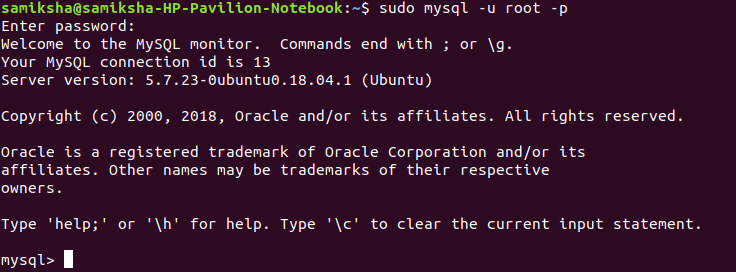 samiksha@samiksha-HP-Pavilion-Notebook:~$ sudo mysql -u root -p
Enter password:
Welcome to the MySQL monitor.  Commands end with ; or \g.
Your MySQL connection id is 13
Server version: 5.7.23-0ubuntu0.18.04.1 (Ubuntu)
Copyright (c) 2000, 2018, Oracle and/or its affiliates. All rights reserved.
Oracle is a registered trademark of Oracle Corporation and/or its
affiliates. Other names may be trademarks of their respective
owners.
Type 'help;' or '\h' for help. Type '\c' to clear the current input statement.
mysql>